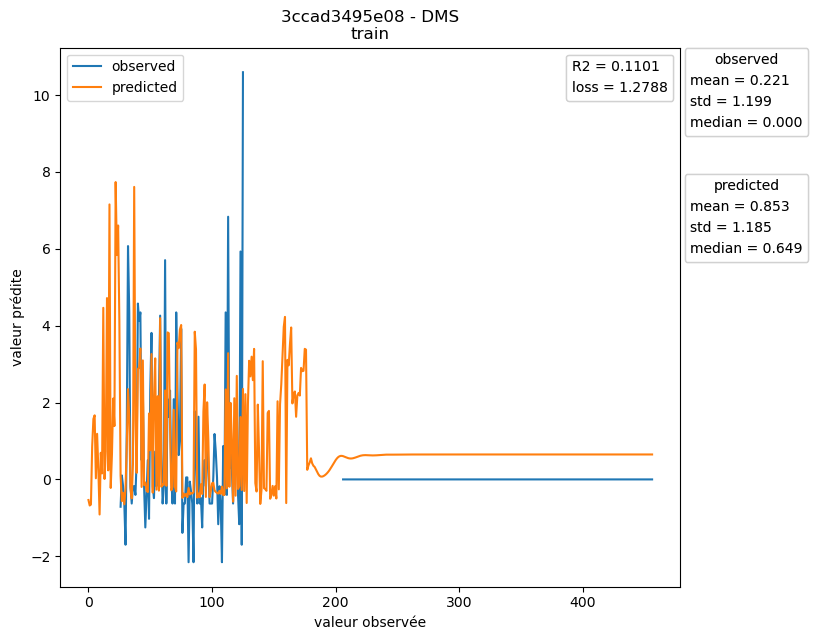 3ccad3495e08 - DMS
train
observed
predicted
R2 = 0.1101
loss = 1.2788
observed
mean = 0.221
std = 1.199
median = 0.000
predicted
mean = 0.853
std = 1.185
median = 0.649
10
8
6
4
2
0
−2
valeur prédite
0
100
200
300
400
valeur observée